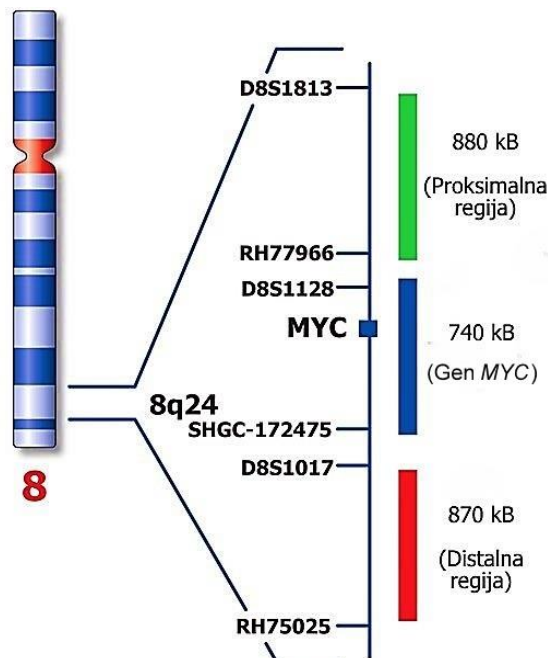 D8S1813
880 kB
(Proksimalna
regija)
RH77966
D8S1128
MYC
740 kB
(Gen MYC)
8q24
SHGC-172475
D8S1017
8
870 kB
(Distalna
regija)
RH75025